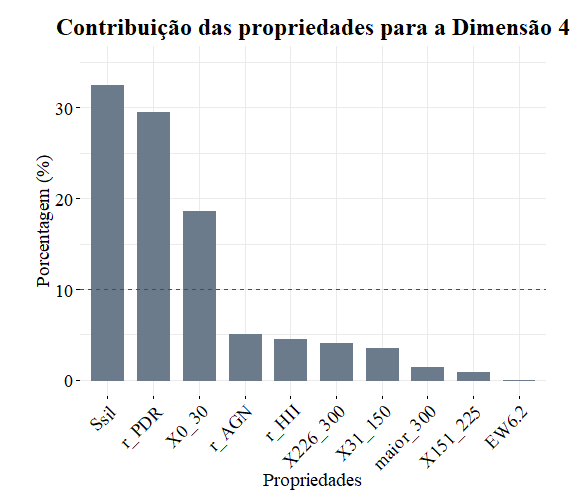 Contribuição das propriedades para a Dimensão 4
Porcentagem (%)
30
20
10
0
Ssil
r_PDR
X0_30
r_AGN
r_HII
X226_300
X31_150
maior_300
X151_225
EW6.2
Propriedades